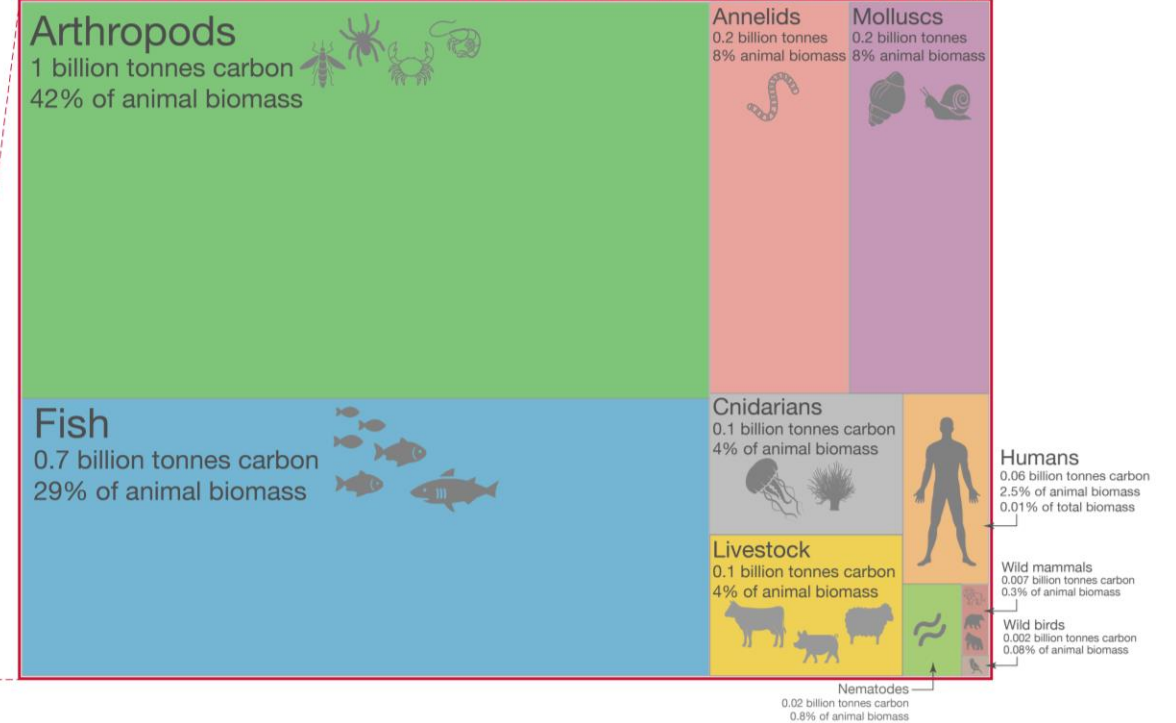 Arthropods
1 billion tonnes carbon
42% of animal biomass
Annelids
0.2 billion tonnes
8% animal biomass
Molluscs
0.2 billion tonnes
8% animal biomass
Fish
0.7 billion tonnes carbon
29% of animal biomass
Cnidarians
0.1 billion tonnes carbon
4% of animal biomass
Livestock
0.1 billion tonnes carbon
4% of animal biomass
Humans
0.06 billion tonnes carbon
2.5% of animal biomass
0.01% of total biomass
Wild mammals
0.007 billion tonnes carbon
0.3% of animal biomass
Wild birds
0.002 billion tonnes carbon
0.08% of animal biomass
Nematodes
0.02 billion tonnes carbon
0.8% of animal biomass